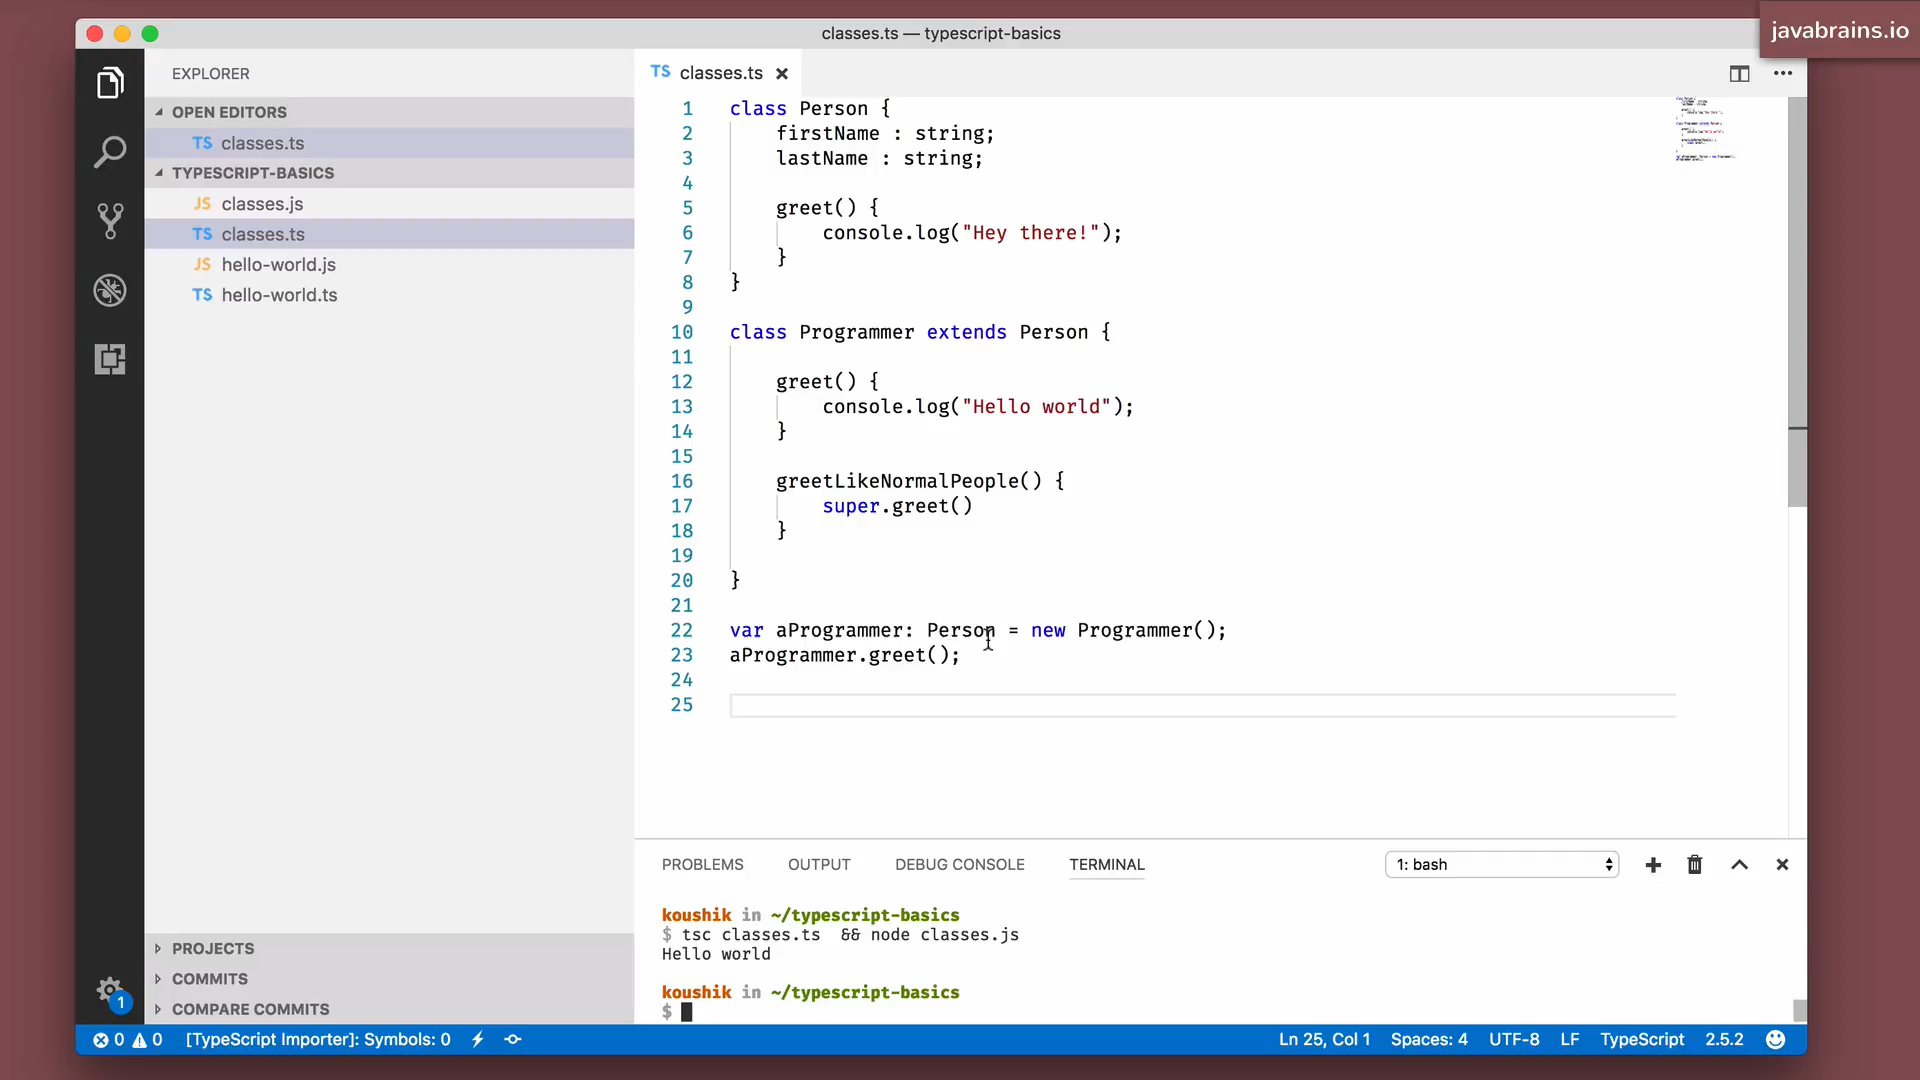 classes.ts — typescript-basics
javabrains.io
EXPLORER
OPEN EDITORS
TS classes.ts
TYPESCRIPT-BASICS
JS classes.js
TS classes.ts
JS hello-world.js
TS hello-world.ts
PROJECTS
COMMITS
COMPARE COMMITS
1
TS classes.ts
1 class Person {
2 firstName : string;
3 lastName : string;
4
5 greet() {
6 console.log("Hey there!");
7 }
8 }
9
10 class Programmer extends Person {
11
12 greet() {
13 console.log("Hello world");
14 }
15
16 greetLikeNormalPeople() {
17 super.greet()
18 }
19
20 }
21
22 var aProgrammer: Person = new Programmer();
23 aProgrammer.greet();
24
25
PROBLEMS OUTPUT DEBUG CONSOLE TERMINAL 1: bash
koushik in ~/typescript-basics
$ tsc classes.ts && node classes.js
Hello world
koushik in ~/typescript-basics
$
0 0 [TypeScript Importer]: Symbols: 0 Ln 25, Col 1 Spaces: 4 UTF-8 LF TypeScript 2.5.2